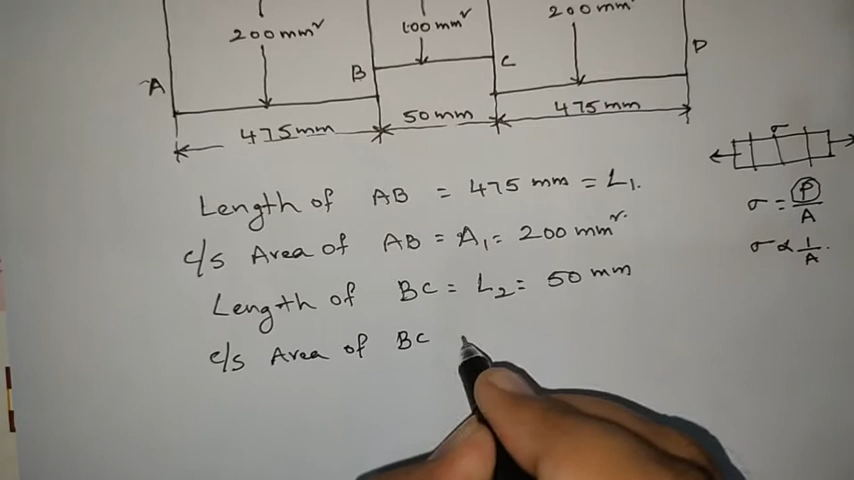 200 mm²
100 mm²
200 mm²
A
B
C
D
475 mm
50 mm
475 mm
Length of AB = 475 mm = L₁.
c/s Area of AB = A₁ = 200 mm²
Length of BC = L₂ = 50 mm
c/s Area of BC
σ
σ = P/A
σ ∝ 1/A.